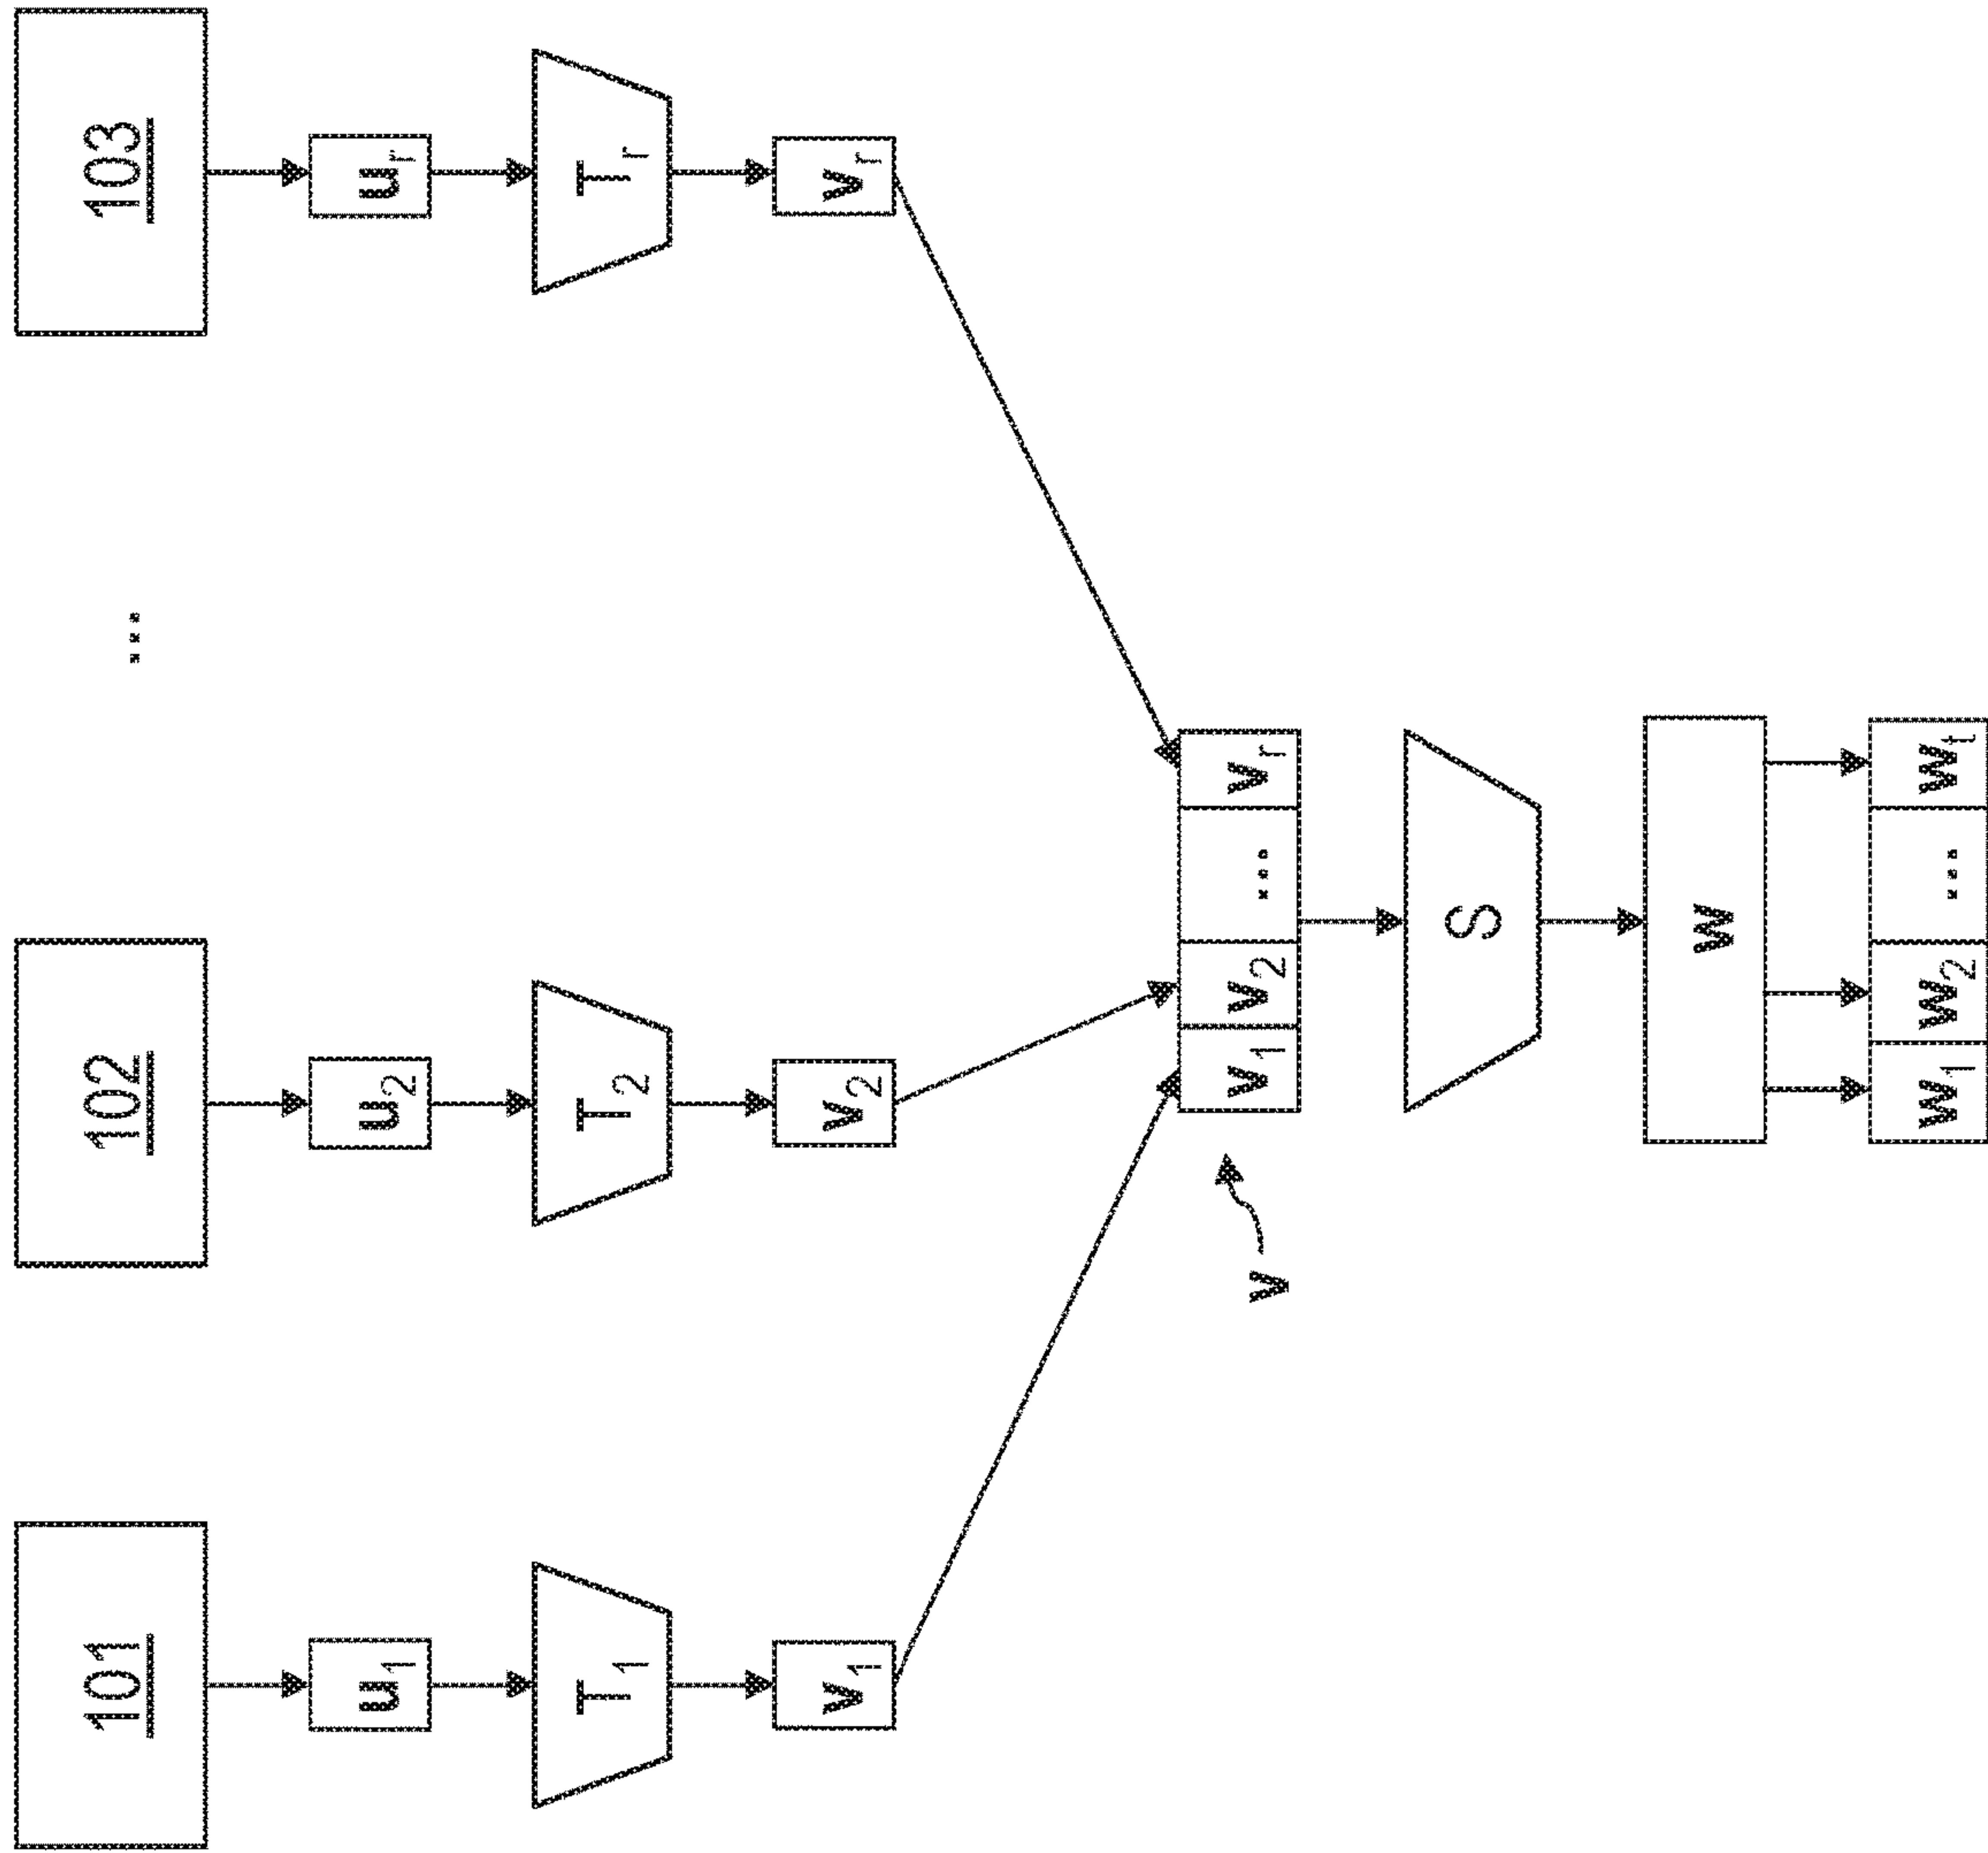 101 102 ... 103
u₁ u₂ uᵣ
T₁ T₂ Tᵣ
v₁ v₂ vᵣ
v v₁ v₂ ... vᵣ
S
w
w₁ w₂ ... wₜ